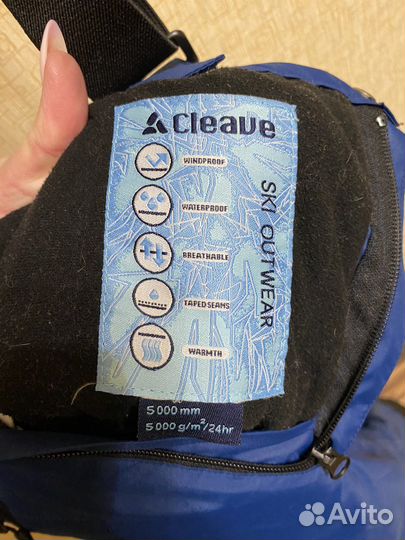 Cleave
WINDPROOF
WATERPROOF
BREATHABLE
TAPED SEAMS
WARMTH
SKI OUTWEAR
5 000 mm
5 000 g/m²/24hr
Avito